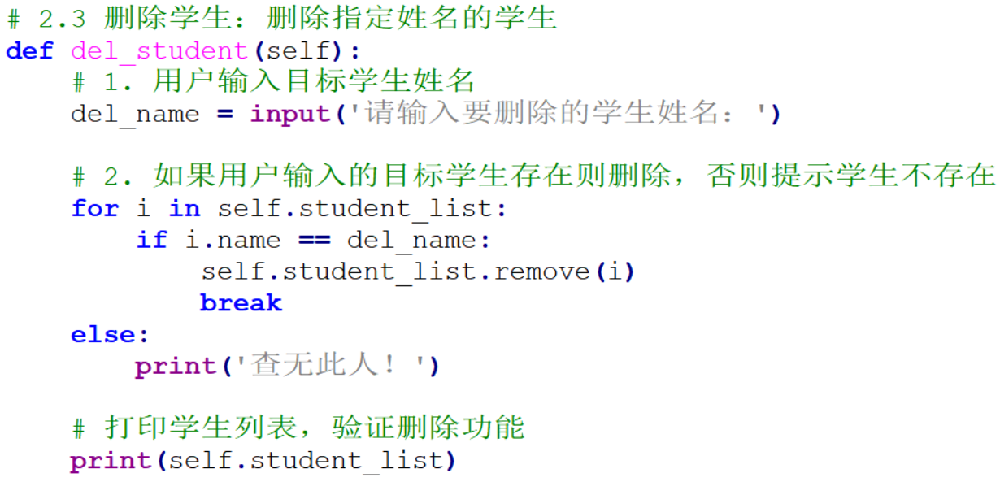 # 2.3 删除学生：删除指定姓名的学生
def del_student(self):
    # 1. 用户输入目标学生姓名
    del_name = input('请输入要删除的学生姓名：')

    # 2. 如果用户输入的目标学生存在则删除，否则提示学生不存在
    for i in self.student_list:
        if i.name == del_name:
            self.student_list.remove(i)
            break
    else:
        print('查无此人！')

    # 打印学生列表，验证删除功能
    print(self.student_list)